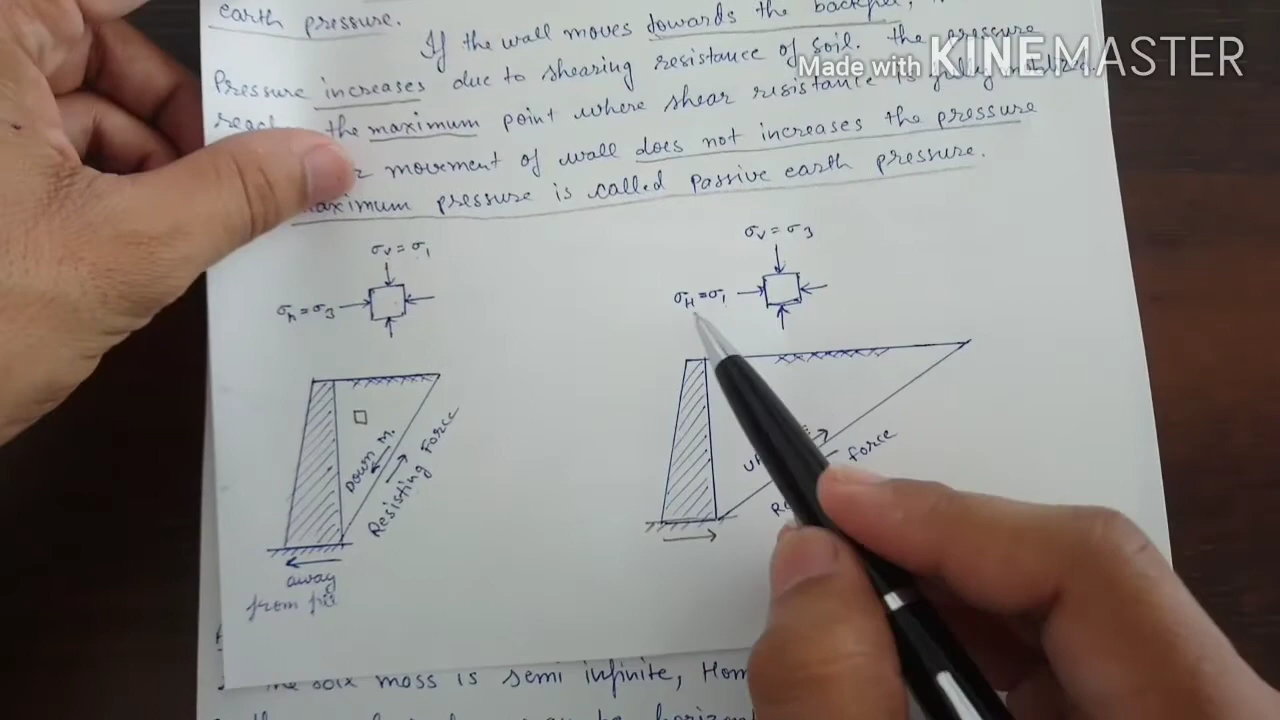 earth pressure.
If the wall moves towards the backfill,
Pressure increases due to shearing resistance of soil. the pressure
the maximum point where shear resistance is fully
movement of wall does not increases the pressure
maximum pressure is called Passive earth pressure.
Made with KINEMASTER
σv = σ1
σh = σ3
σv = σ3
σH = σ1
Down M.
Resisting Force
away
from
force
soil mass is semi infinite,